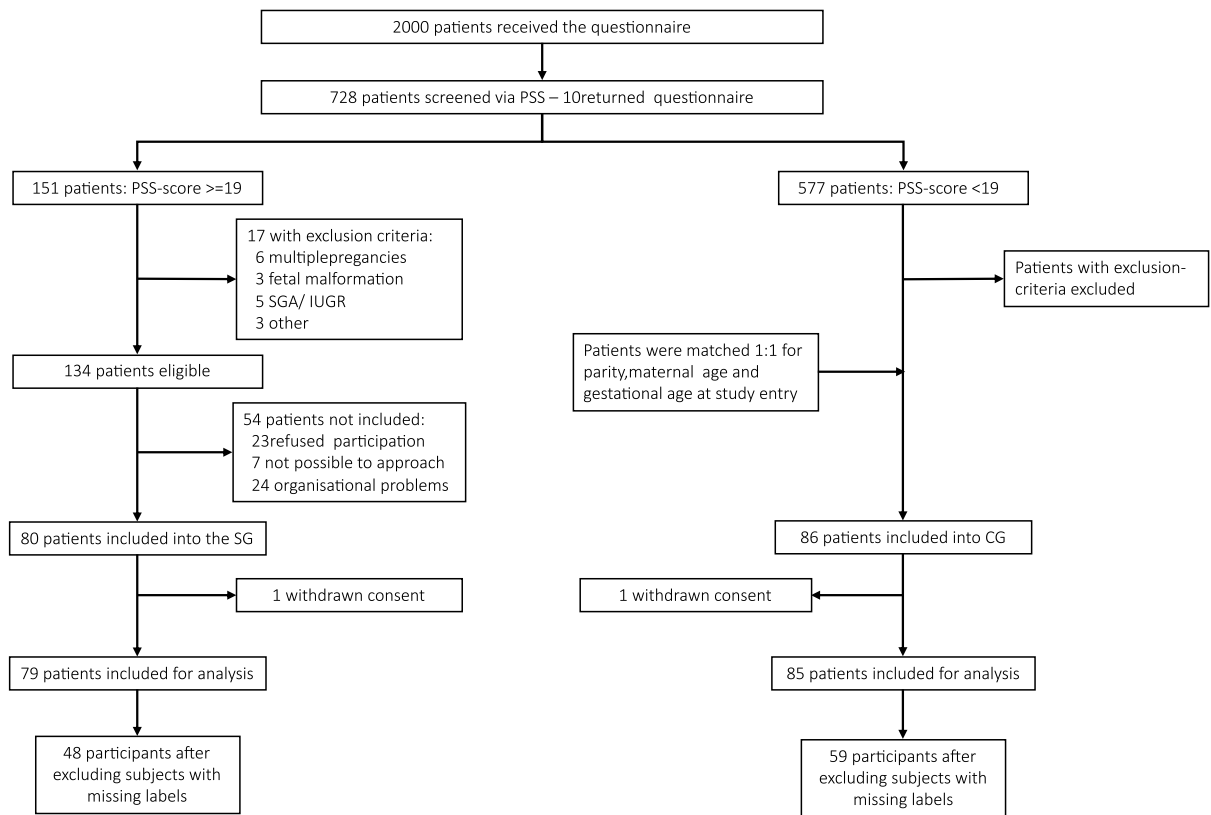 2000 patients received the questionnaire
728 patients screened via PSS – 10returned questionnaire
151 patients: PSS-score >=19
577 patients: PSS-score <19
17 with exclusion criteria:
6 multiplepregancies
3 fetal malformation
5 SGA/ IUGR
3 other
Patients with exclusion-
criteria excluded
Patients were matched 1:1 for
parity,maternal age and
gestational age at study entry
134 patients eligible
54 patients not included:
23refused participation
7 not possible to approach
24 organisational problems
80 patients included into the SG
86 patients included into CG
1 withdrawn consent
1 withdrawn consent
79 patients included for analysis
85 patients included for analysis
48 participants after
excluding subjects with
missing labels
59 participants after
excluding subjects with
missing labels